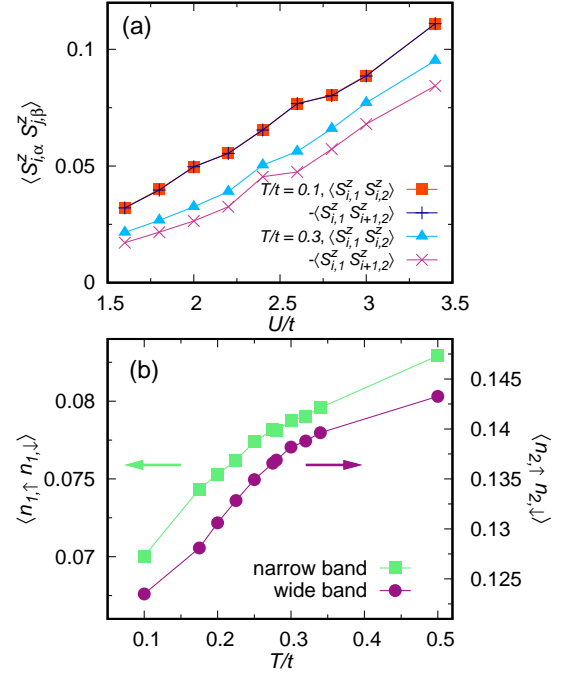 (a)
0.1
0.05
0
⟨S^z_{i,α} S^z_{j,β}⟩
T/t = 0.1, ⟨S^z_{i,1} S^z_{i,2}⟩
-⟨S^z_{i,1} S^z_{i+1,2}⟩
T/t = 0.3, ⟨S^z_{i,1} S^z_{i,2}⟩
-⟨S^z_{i,1} S^z_{i+1,2}⟩
1.5 2 2.5 3 3.5
U/t
(b)
0.08
0.075
0.07
⟨n_{1,↑} n_{1,↓}⟩
0.145
0.140
0.135
0.130
0.125
⟨n_{2,↑} n_{2,↓}⟩
narrow band
wide band
0.1 0.2 0.3 0.4 0.5
T/t